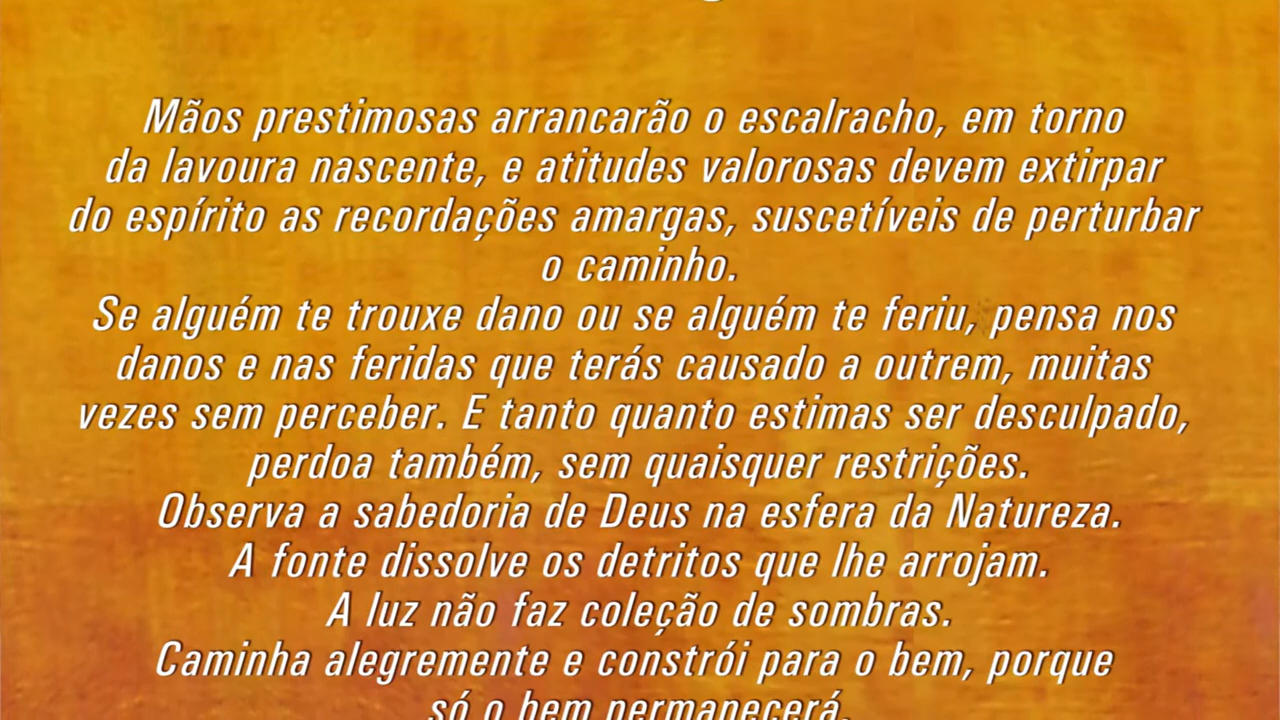 Mãos prestimosas arrancarão o escalracho, em torno
da lavoura nascente, e atitudes valorosas devem extirpar
do espírito as recordações amargas, suscetíveis de perturbar
o caminho.
Se alguém te trouxe dano ou se alguém te feriu, pensa nos
danos e nas feridas que terás causado a outrem, muitas
vezes sem perceber. E tanto quanto estimas ser desculpado,
perdoa também, sem quaisquer restrições.
Observa a sabedoria de Deus na esfera da Natureza.
A fonte dissolve os detritos que lhe arrojam.
A luz não faz coleção de sombras.
Caminha alegremente e constrói para o bem, porque
só o bem permanecerá.